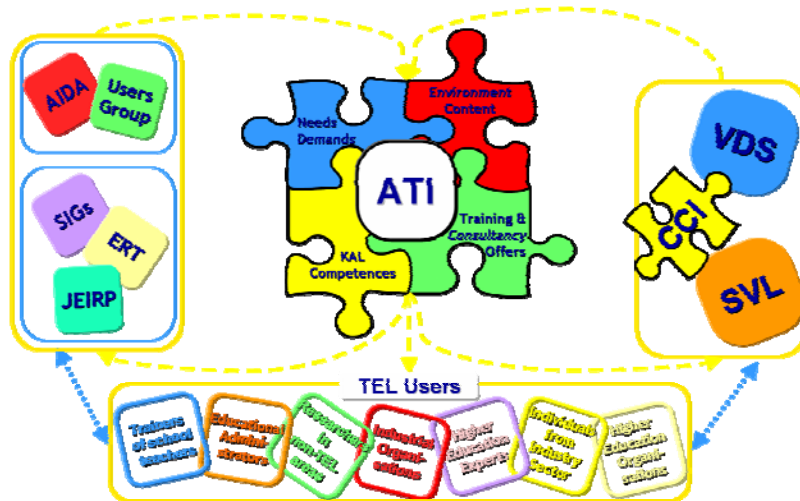 AIDA
Users
Group
SIGs
ERT
JEIRP
Needs
Demands
Environment
Content
ATI
KAL
Competences
Training &
Consultancy
Offers
VDS
CCI
SVL
TEL Users
Trainers
of school
teachers
Educational
Adminis-
trators
Researchers
in
non-TEL
areas
Industrial
Organi-
sations
Higher
Education
Experts
Individuals
from
Industry
Sector
Higher
Education
Organi-
sations